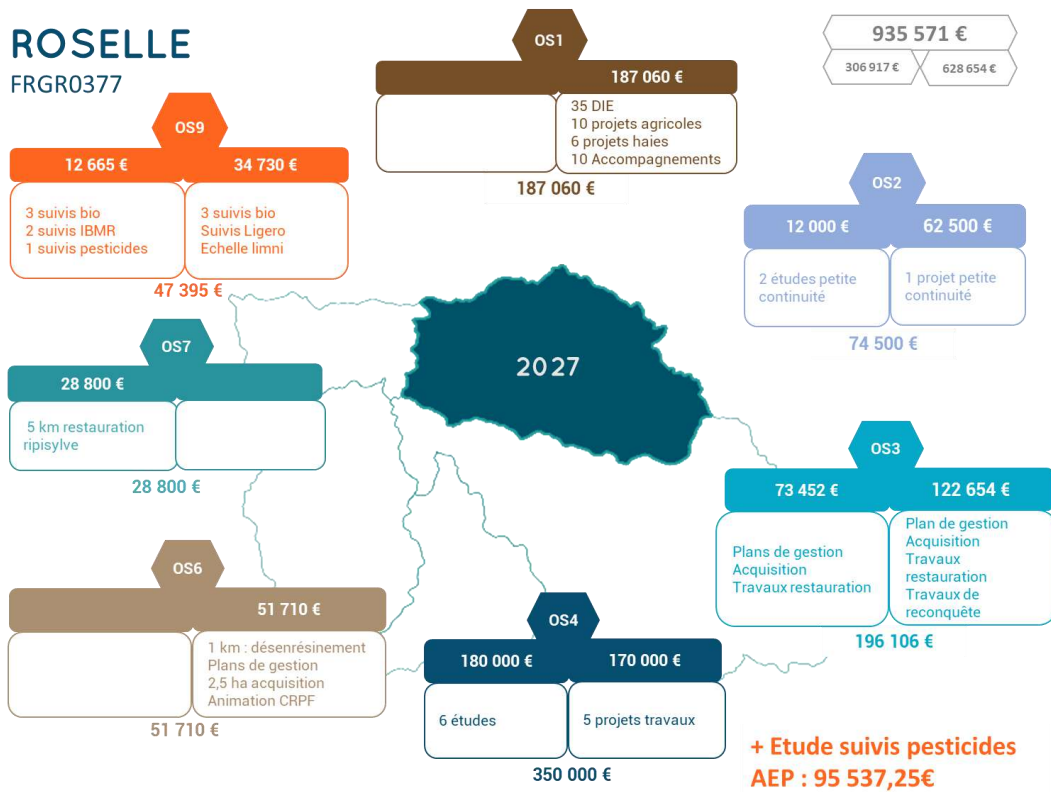 ROSELLE
FRGR0377
935 571 €
306 917 €
628 654 €
OS1
187 060 €
35 DIE
10 projets agricoles
6 projets haies
10 Accompagnements
187 060 €
OS9
12 665 €
34 730 €
3 suivis bio
2 suivis IBMR
1 suivis pesticides
3 suivis bio
Suivis Ligero
Echelle limni
47 395 €
OS2
12 000 €
62 500 €
2 études petite
continuité
1 projet petite
continuité
74 500 €
OS7
28 800 €
5 km restauration
ripisylve
28 800 €
2027
OS3
73 452 €
122 654 €
Plans de gestion
Acquisition
Travaux restauration
Plan de gestion
Acquisition
Travaux
restauration
Travaux de
reconquête
196 106 €
OS6
51 710 €
1 km : désenrésinement
Plans de gestion
2,5 ha acquisition
Animation CRPF
51 710 €
OS4
180 000 €
170 000 €
6 études
5 projets travaux
350 000 €
+ Etude suivis pesticides
AEP : 95 537,25€